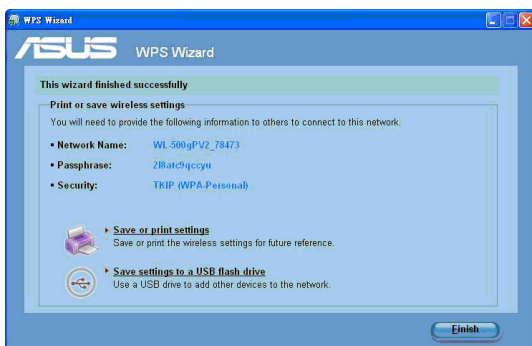 WPS Wizard
ASUS WPS Wizard
This wizard finished successfully
Print or save wireless settings
You will need to provide the following information to others to connect to this network.
▪ Network Name: WL-500gPV2_78473
▪ Passphrase: 2l8atc9qccyu
▪ Security: TKIP (WPA-Personal)
Save or print settings
Save or print the wireless settings for future reference.
Save settings to a USB flash drive
Use a USB drive to add other devices to the network.
Finish